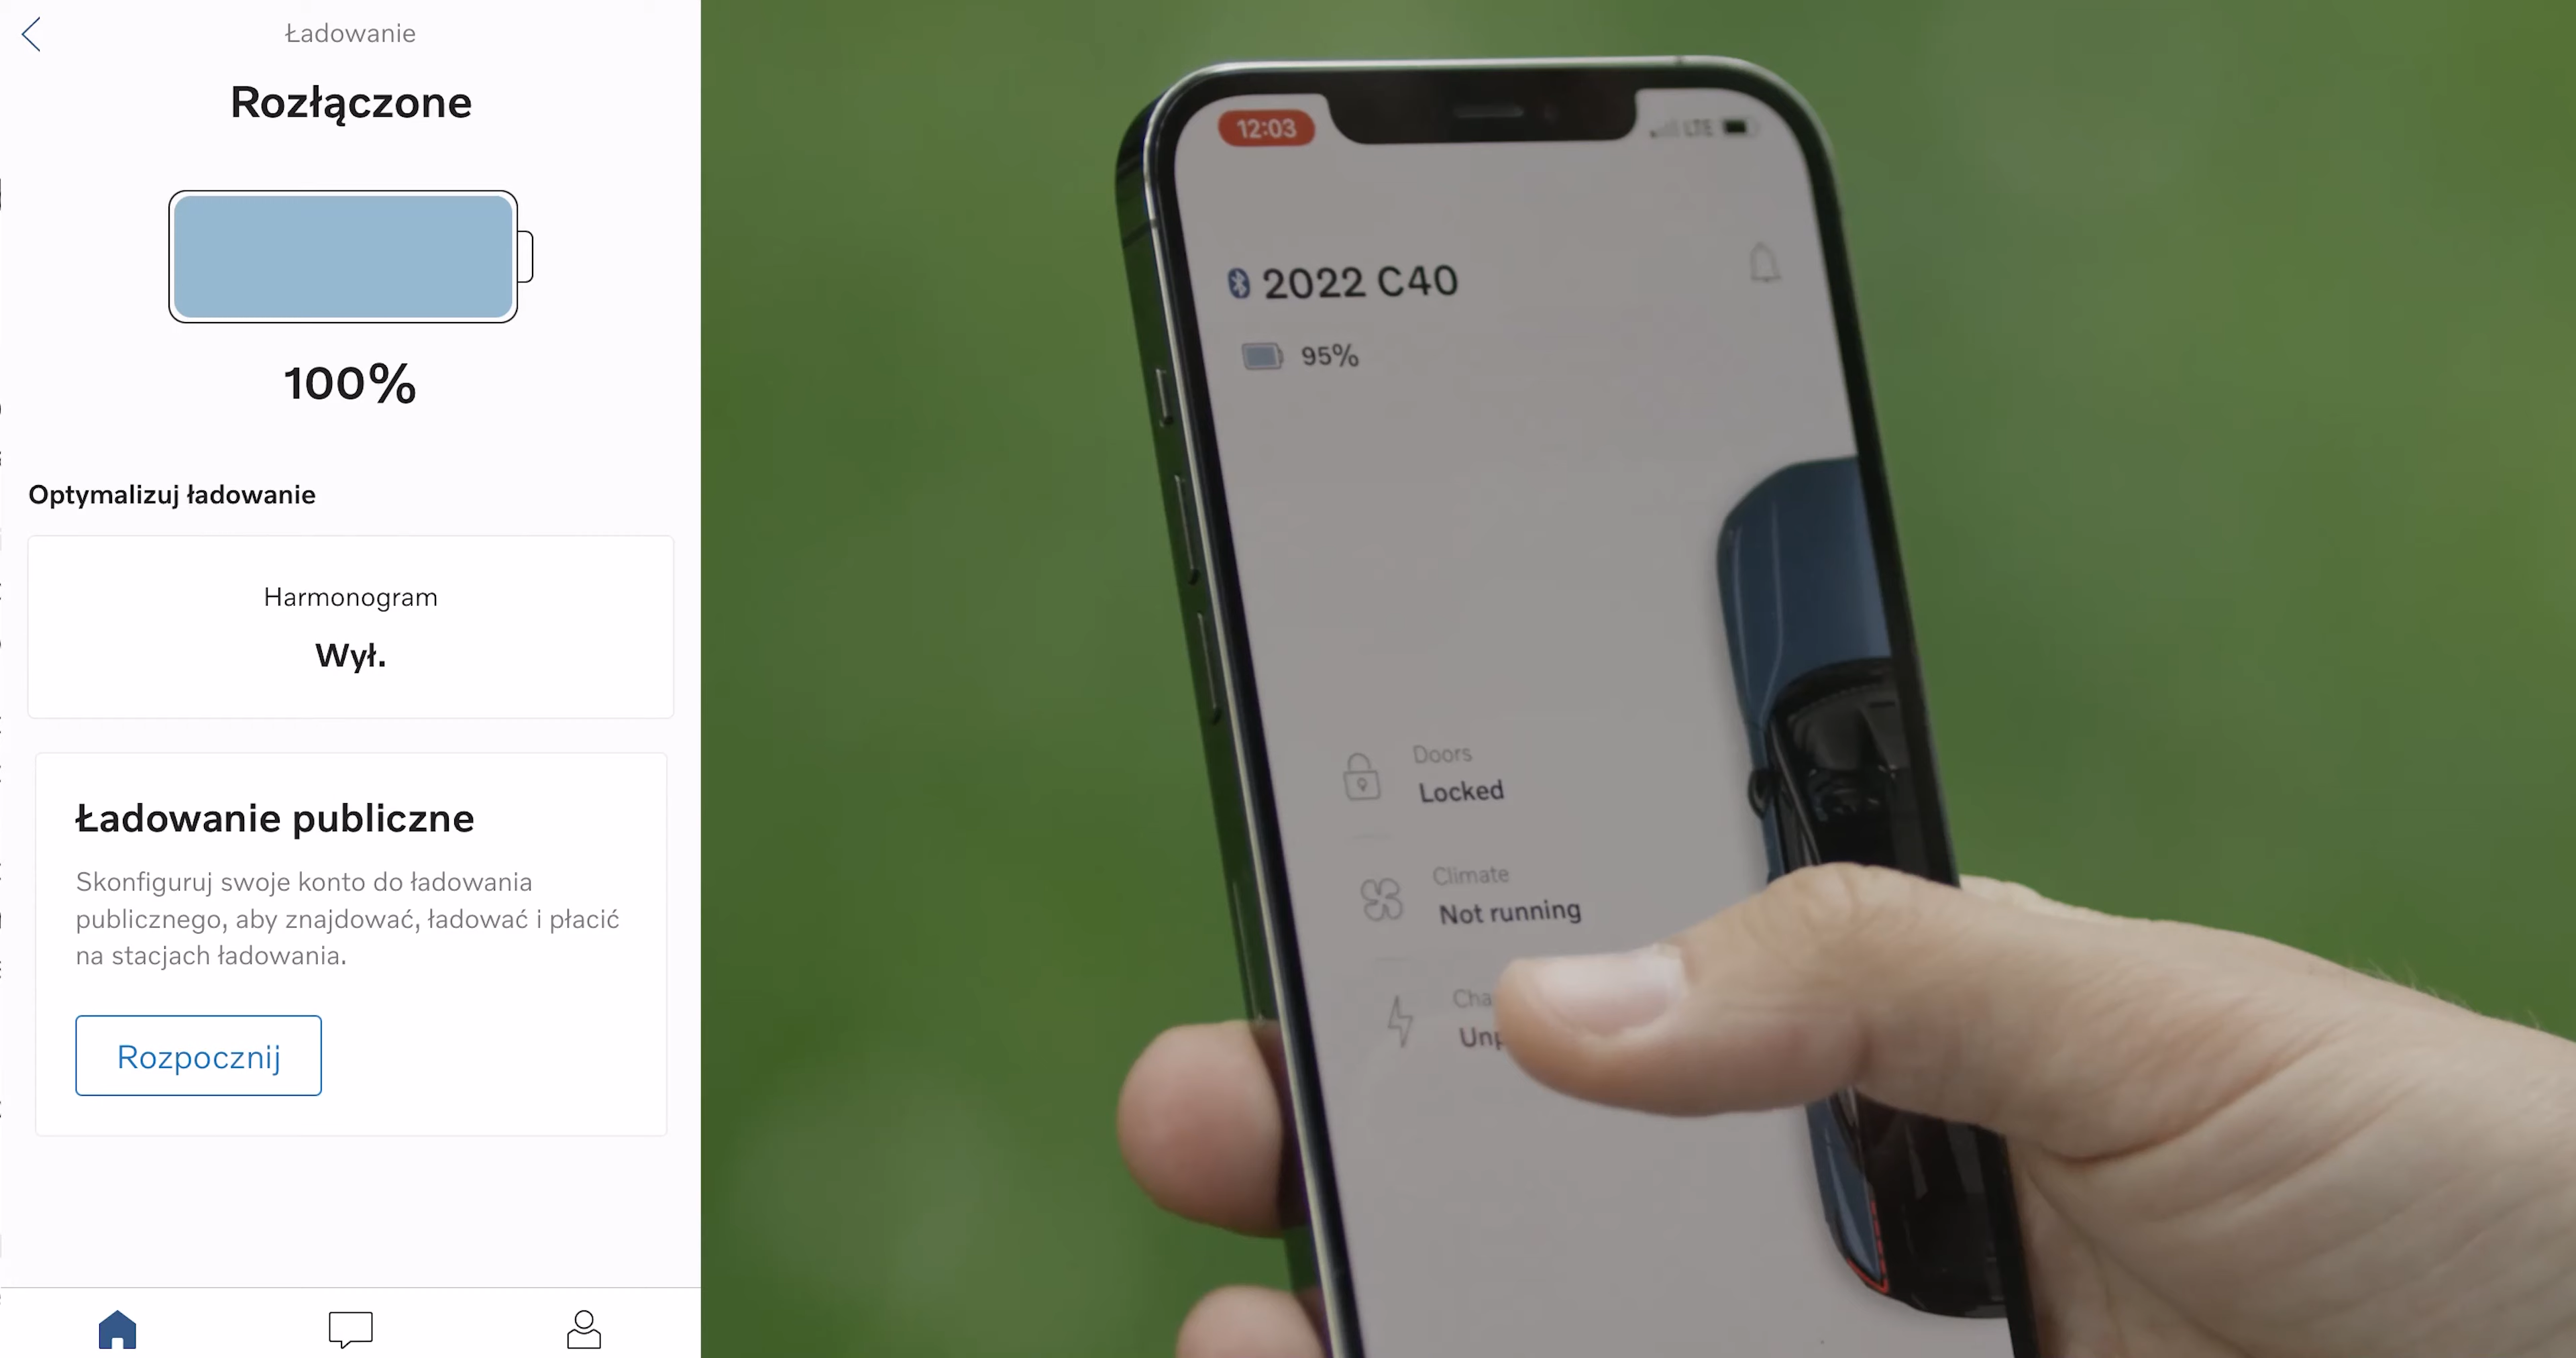 Ładowanie
Rozłączone
100%
Optymalizuj ładowanie
Harmonogram
Wył.
Ładowanie publiczne
Skonfiguruj swoje konto do ładowania
publicznego, aby znajdować, ładować i płacić
na stacjach ładowania.
Rozpocznij
12:03
LTE
2022 C40
95%
Doors
Locked
Climate
Not running